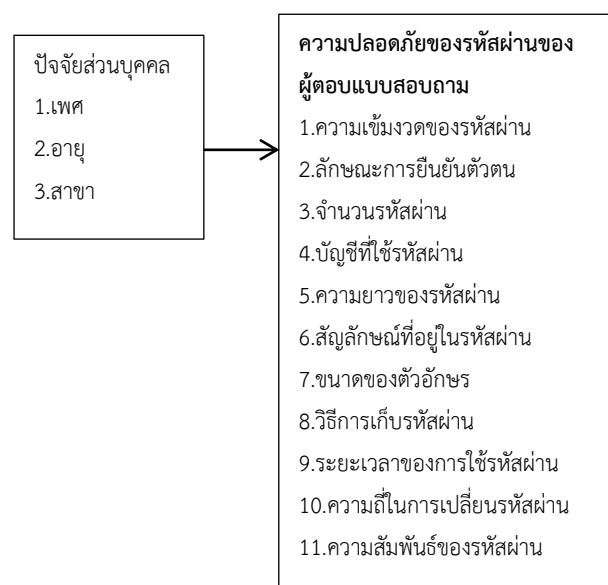 ปัจจัยส่วนบุคคล
1.เพศ
2.อายุ
3.สาขา
ความปลอดภัยของรหัสผ่านของ
ผู้ตอบแบบสอบถาม
1.ความเข้มงวดของรหัสผ่าน
2.ลักษณะการยืนยันตัวตน
3.จำนวนรหัสผ่าน
4.บัญชีที่ใช้รหัสผ่าน
5.ความยาวของรหัสผ่าน
6.สัญลักษณ์ที่อยู่ในรหัสผ่าน
7.ขนาดของตัวอักษร
8.วิธีการเก็บรหัสผ่าน
9.ระยะเวลาของการใช้รหัสผ่าน
10.ความถี่ในการเปลี่ยนรหัสผ่าน
11.ความสัมพันธ์ของรหัสผ่าน